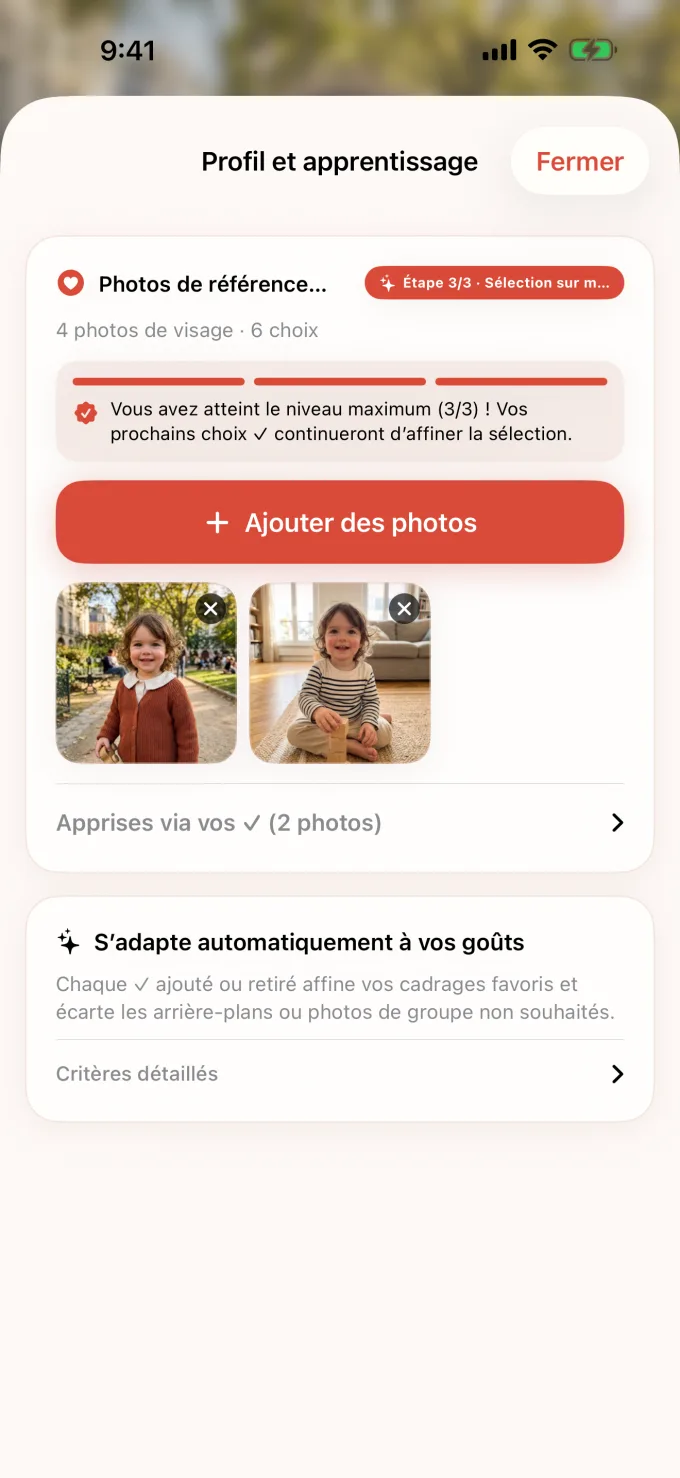 9:41
Profil et apprentissage
Fermer
Photos de référence...
Étape 3/3 · Sélection sur m...
4 photos de visage · 6 choix
Vous avez atteint le niveau maximum (3/3) ! Vos
prochains choix ✓ continueront d’affiner la sélection.
+ Ajouter des photos
Apprises via vos ✓ (2 photos)
S’adapte automatiquement à vos goûts
Chaque ✓ ajouté ou retiré affine vos cadrages favoris et
écarte les arrière-plans ou photos de groupe non souhaités.
Critères détaillés